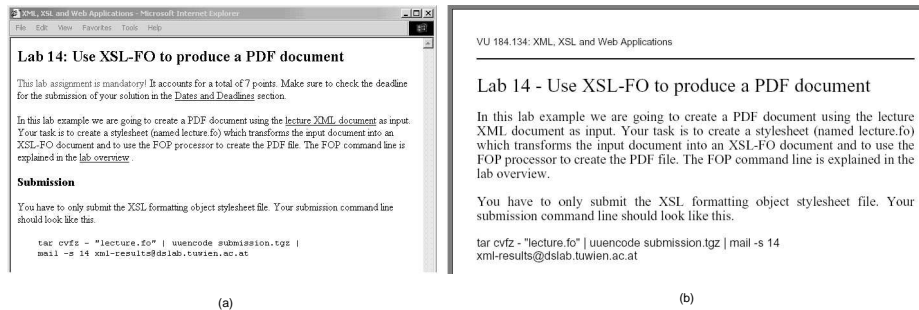 XML, XSL and Web Applications - Microsoft Internet Explorer
File Edit View Favorites Tools Help
Lab 14: Use XSL-FO to produce a PDF document
This lab assignment is mandatory! It accounts for a total of 7 points. Make sure to check the deadline
for the submission of your solution in the Dates and Deadlines section.
In this lab example we are going to create a PDF document using the lecture XML document as input.
Your task is to create a stylesheet (named lecture.fo) which transforms the input document into an
XSL-FO document and to use the FOP processor to create the PDF file. The FOP command line is
explained in the lab overview .
Submission
You have to only submit the XSL formatting object stylesheet file. Your submission command line
should look like this.
tar cvfz - "lecture.fo" | uuencode submission.tgz |
mail -s 14 xml-results@dslab.tuwien.ac.at
(a)
VU 184.134: XML, XSL and Web Applications
Lab 14 - Use XSL-FO to produce a PDF document
In this lab example we are going to create a PDF document using the lecture
XML document as input. Your task is to create a stylesheet (named lecture.fo)
which transforms the input document into an XSL-FO document and to use the
FOP processor to create the PDF file. The FOP command line is explained in the
lab overview.
You have to only submit the XSL formatting object stylesheet file. Your
submission command line should look like this.
tar cvfz - "lecture.fo" | uuencode submission.tgz | mail -s 14
xml-results@dslab.tuwien.ac.at
(b)